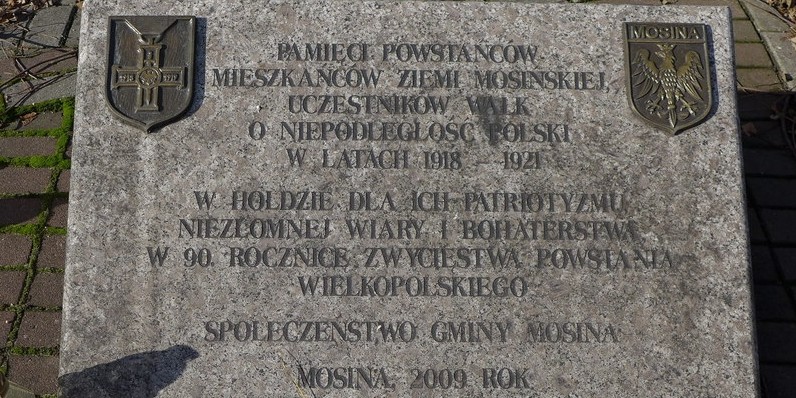 MOSINA
PAMIĘCI POWSTAŃCÓW
MIESZKAŃCÓW ZIEMI MOSIŃSKIEJ,
UCZESTNIKÓW WALK
O NIEPODLEGŁOŚĆ POLSKI
W LATACH 1918 – 1921
W HOŁDZIE DLA ICH PATRIOTYZMU,
NIEZŁOMNEJ WIARY I BOHATERSTWA
W 90. ROCZNICĘ ZWYCIĘSTWA POWSTANIA
WIELKOPOLSKIEGO
SPOŁECZEŃSTWO GMINY MOSINA
MOSINA, 2009 ROK